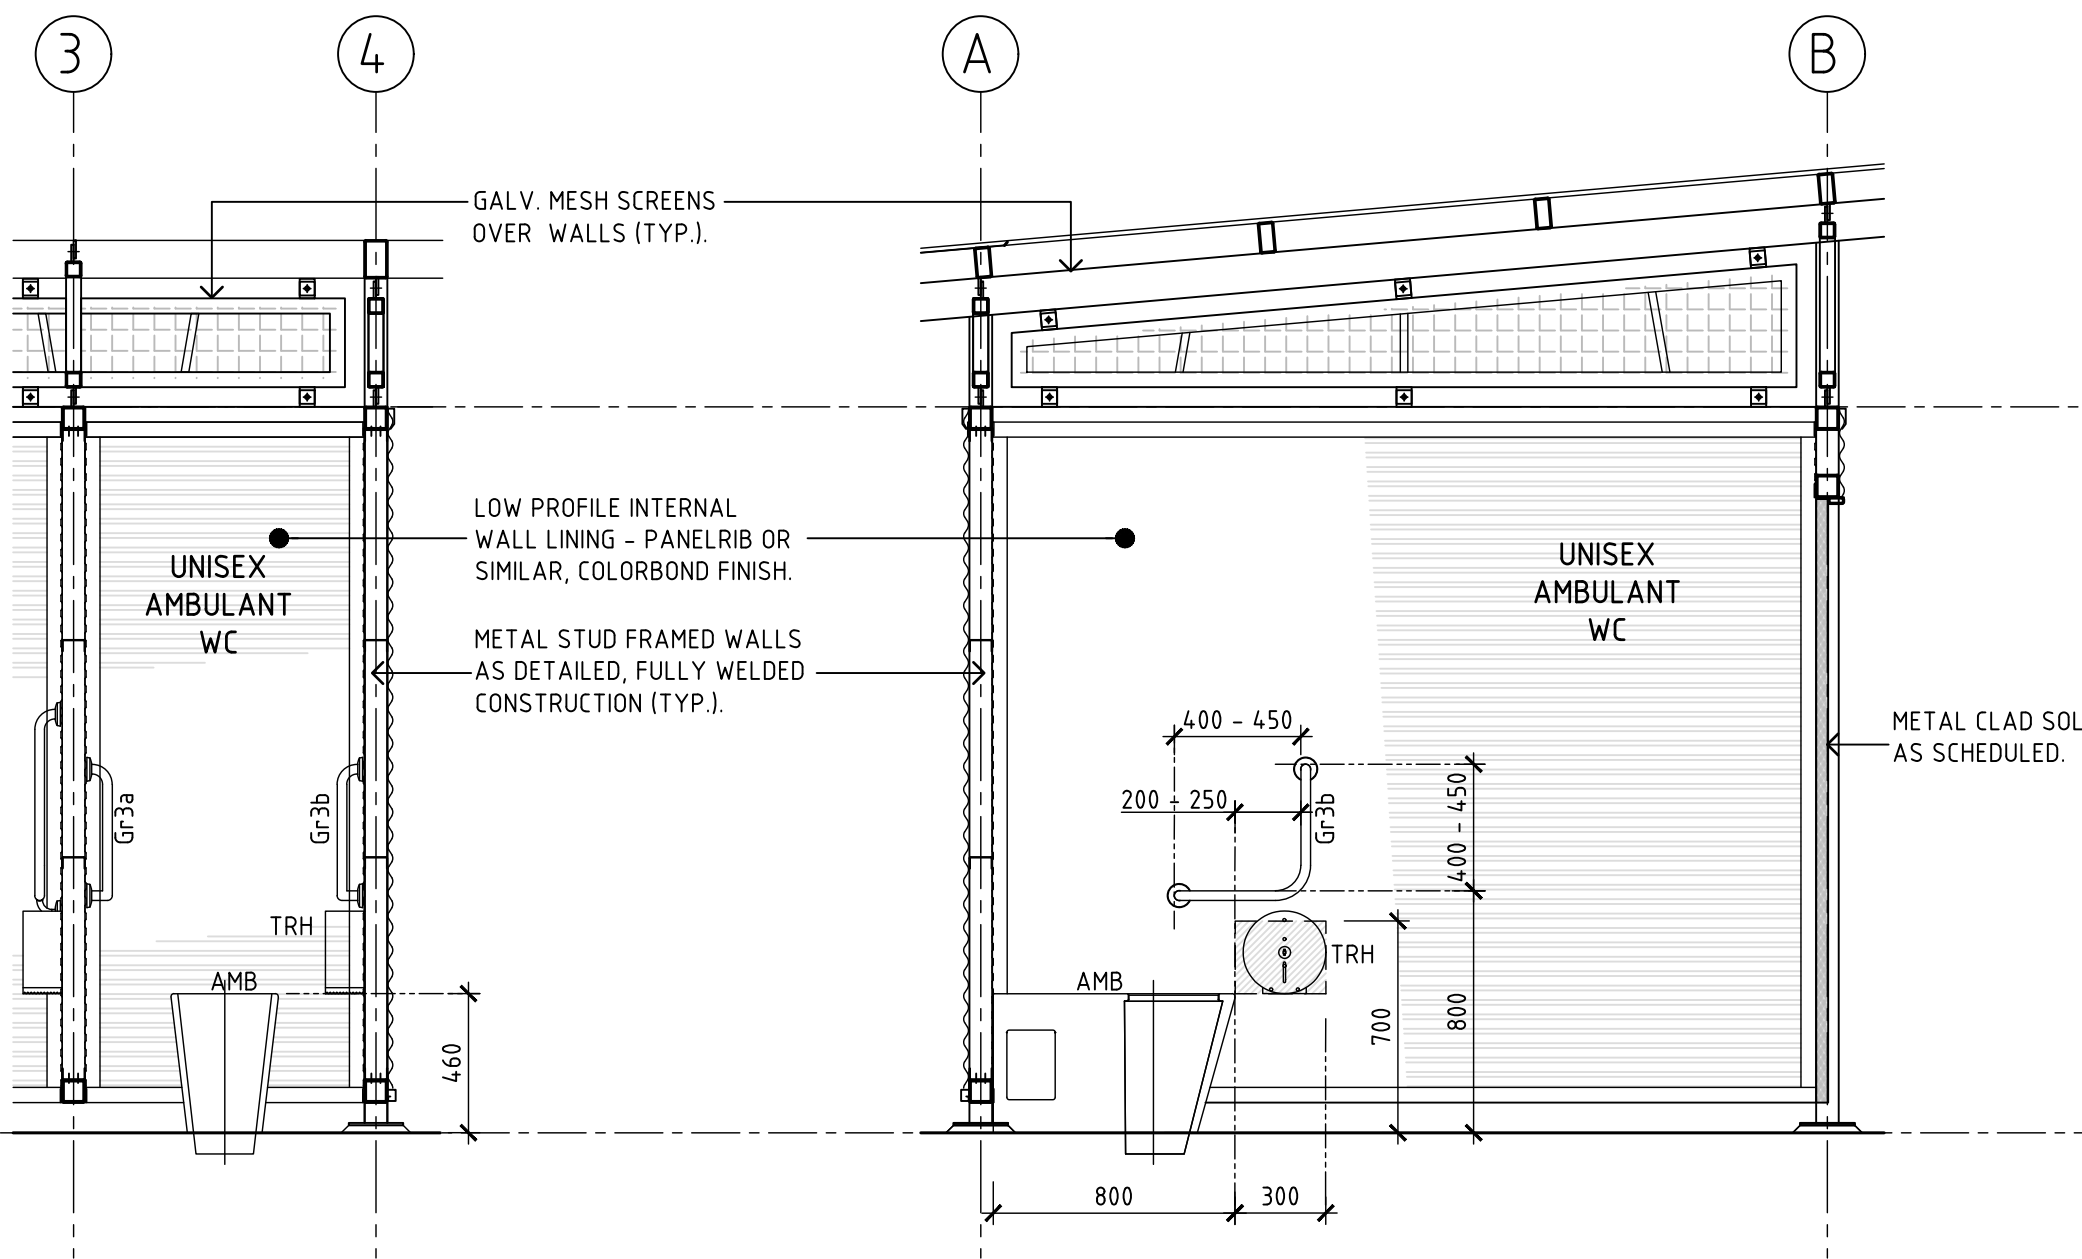 3
4
A
B
GALV. MESH SCREENS
OVER WALLS (TYP.).
LOW PROFILE INTERNAL
WALL LINING - PANELRIB OR
SIMILAR, COLORBOND FINISH.
UNISEX
AMBULANT
WC
UNISEX
AMBULANT
WC
METAL STUD FRAMED WALLS
AS DETAILED, FULLY WELDED
CONSTRUCTION (TYP.).
METAL CLAD SOL
AS SCHEDULED.
400 - 450
200 - 250
400 - 450
Gr3a
Gr3b
Gr3b
TRH
TRH
AMB
AMB
460
700
800
800
300